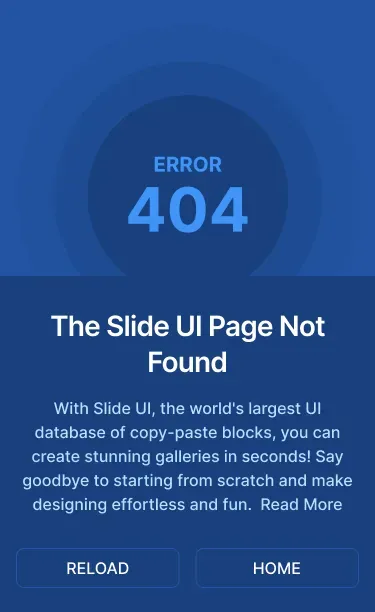 ERROR
404
The Slide UI Page Not
Found
With Slide UI, the world's largest UI
database of copy-paste blocks, you can
create stunning galleries in seconds! Say
goodbye to starting from scratch and make
designing effortless and fun.  Read More
RELOAD
HOME